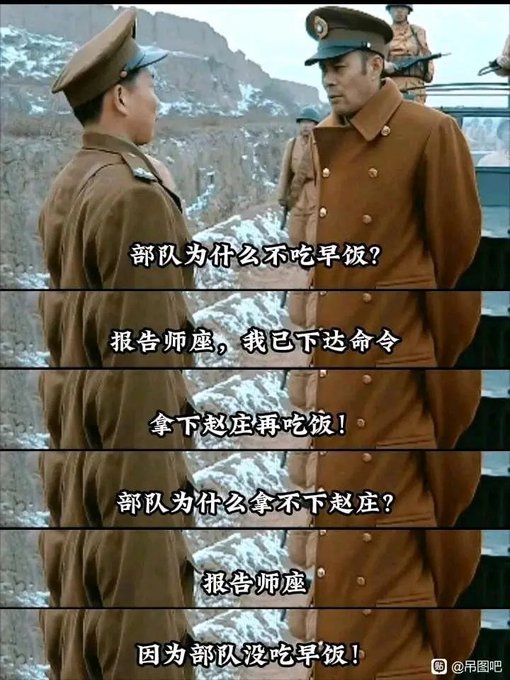 部队为什么不吃早饭?
报告师座，我已下达命令
拿下赵庄再吃饭!
部队为什么拿不下赵庄?
报告师座
因为部队没吃早饭!
贴 @吊图吧